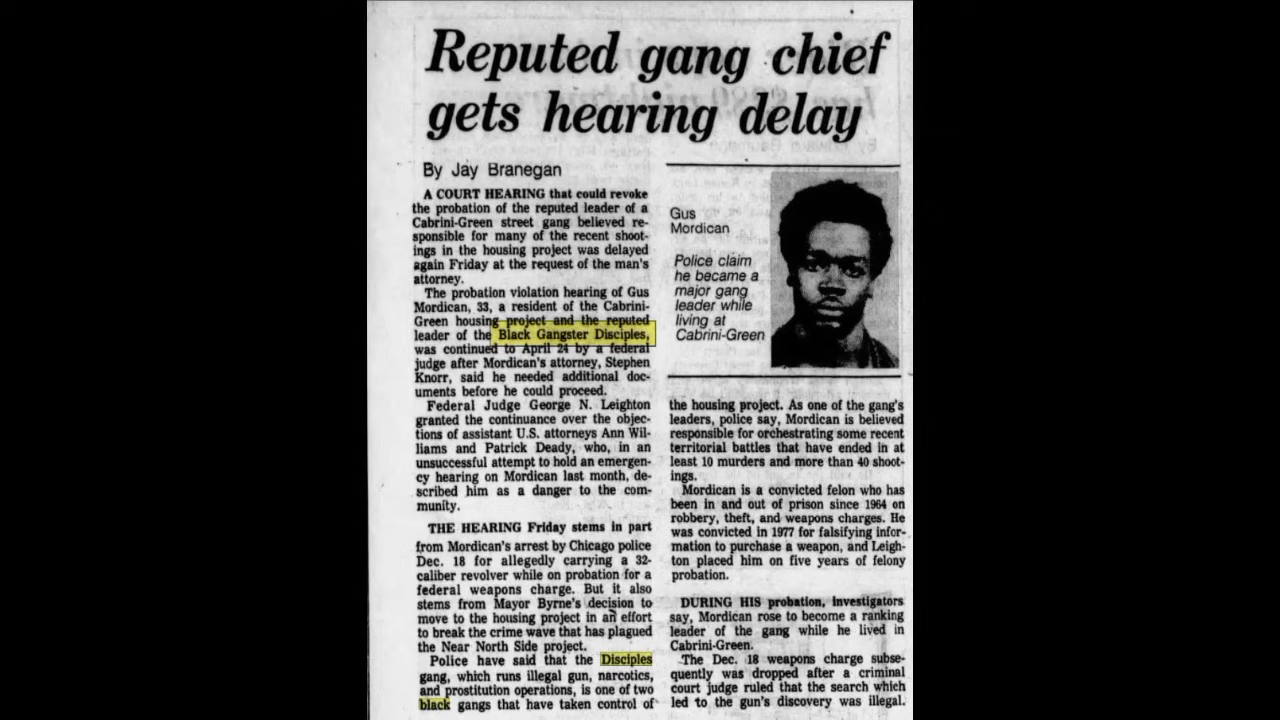 Reputed gang chief
gets hearing delay
By Jay Branegan
A COURT HEARING that could revoke
the probation of the reputed leader of a
Cabrini-Green street gang believed re-
sponsible for many of the recent shoot-
ings in the housing project was delayed
again Friday at the request of the man's
attorney.
The probation violation hearing of Gus
Mordican, 33, a resident of the Cabrini-
Green housing project and the reputed
leader of the Black Gangster Disciples,
was continued to April 24 by a federal
judge after Mordican's attorney, Stephen
Knorr, said he needed additional doc-
uments before he could proceed.
Federal Judge George N. Leighton
granted the continuance over the objec-
tions of assistant U.S. attorneys Ann Wil-
liams and Patrick Deady, who, in an
unsuccessful attempt to hold an emergen-
cy hearing on Mordican last month, de-
scribed him as a danger to the com-
munity.
THE HEARING Friday stems in part
from Mordican's arrest by Chicago police
Dec. 18 for allegedly carrying a 32-
caliber revolver while on probation for a
federal weapons charge. But it also
stems from Mayor Byrne's decision to
move to the housing project in an effort
to break the crime wave that has plagued
the Near North Side project.
Police have said that the Disciples
gang, which runs illegal gun, narcotics,
and prostitution operations, is one of two
black gangs that have taken control of
Gus
Mordican
Police claim
he became a
major gang
leader while
living at
Cabrini-Green
the housing project. As one of the gang's
leaders, police say, Mordican is believed
responsible for orchestrating some recent
territorial battles that have ended in at
least 10 murders and more than 40 shoot-
ings.
Mordican is a convicted felon who has
been in and out of prison since 1964 on
robbery, theft, and weapons charges. He
was convicted in 1977 for falsifying infor-
mation to purchase a weapon, and Leigh-
ton placed him on five years of felony
probation.
DURING HIS probation, investigators
say, Mordican rose to become a ranking
leader of the gang while he lived in
Cabrini-Green.
The Dec. 18 weapons charge subse-
quently was dropped after a criminal
court judge ruled that the search which
led to the gun's discovery was illegal.